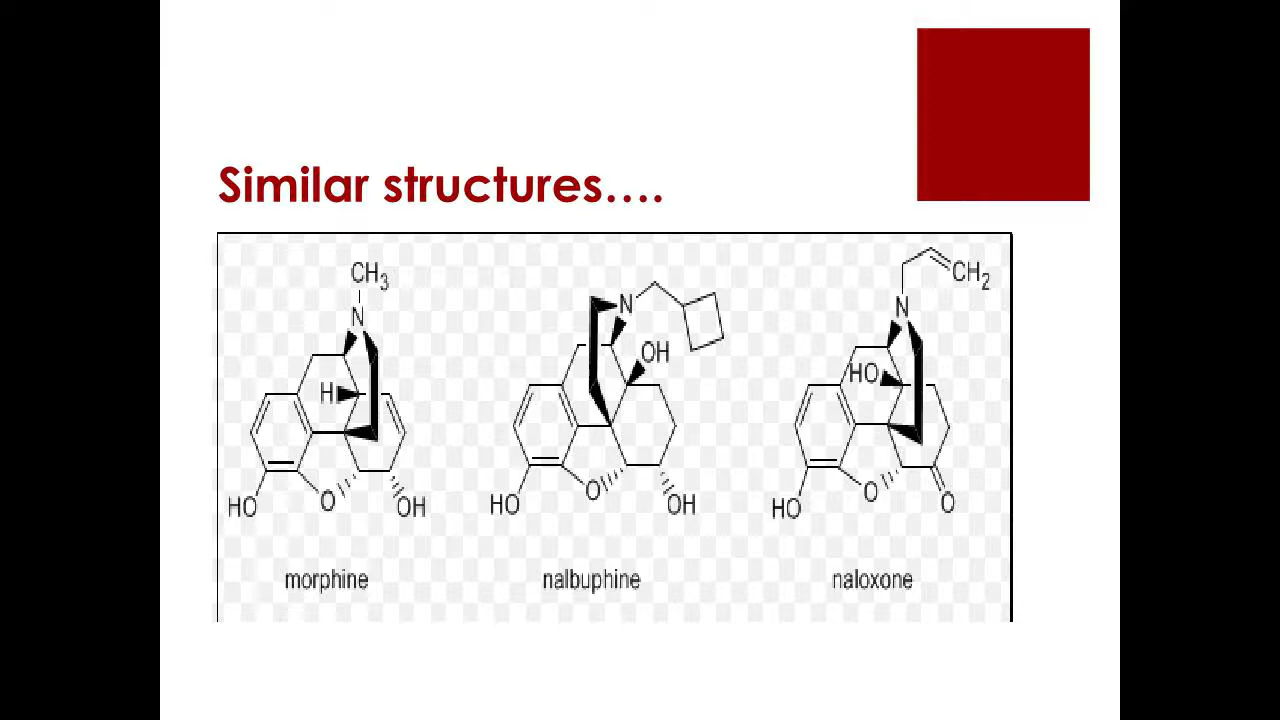 Similar structures….
CH3
N
H
HO
O
OH
morphine
N
OH
HO
O
OH
nalbuphine
CH2
N
HO
HO
O
O
naloxone